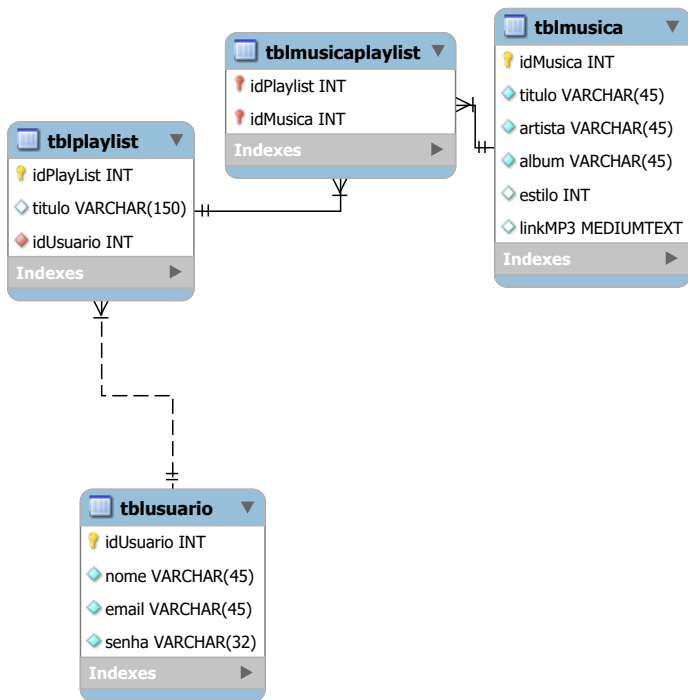 tblmusicaplaylist
idPlaylist INT
idMusica INT
Indexes
tblmusica
idMusica INT
titulo VARCHAR(45)
artista VARCHAR(45)
album VARCHAR(45)
estilo INT
linkMP3 MEDIUMTEXT
Indexes
tblplaylist
idPlayList INT
titulo VARCHAR(150)
idUsuario INT
Indexes
tblusuario
idUsuario INT
nome VARCHAR(45)
email VARCHAR(45)
senha VARCHAR(32)
Indexes